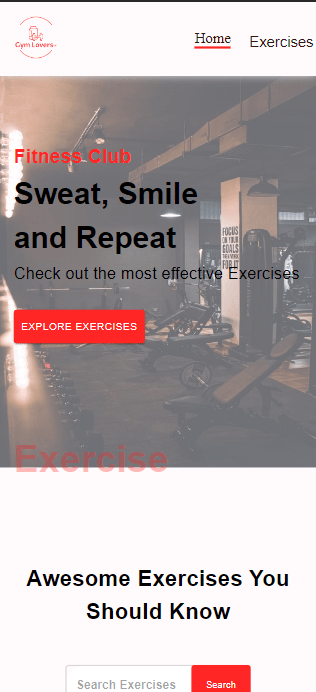 Gym Lovers
Home
Exercises
Fitness Club
Sweat, Smile
and Repeat
Check out the most effective Exercises
FOCUS
ON YOUR
GOALS
FOR IT
EXPLORE EXERCISES
Exercise
Awesome Exercises You
Should Know
Search Exercises
Search